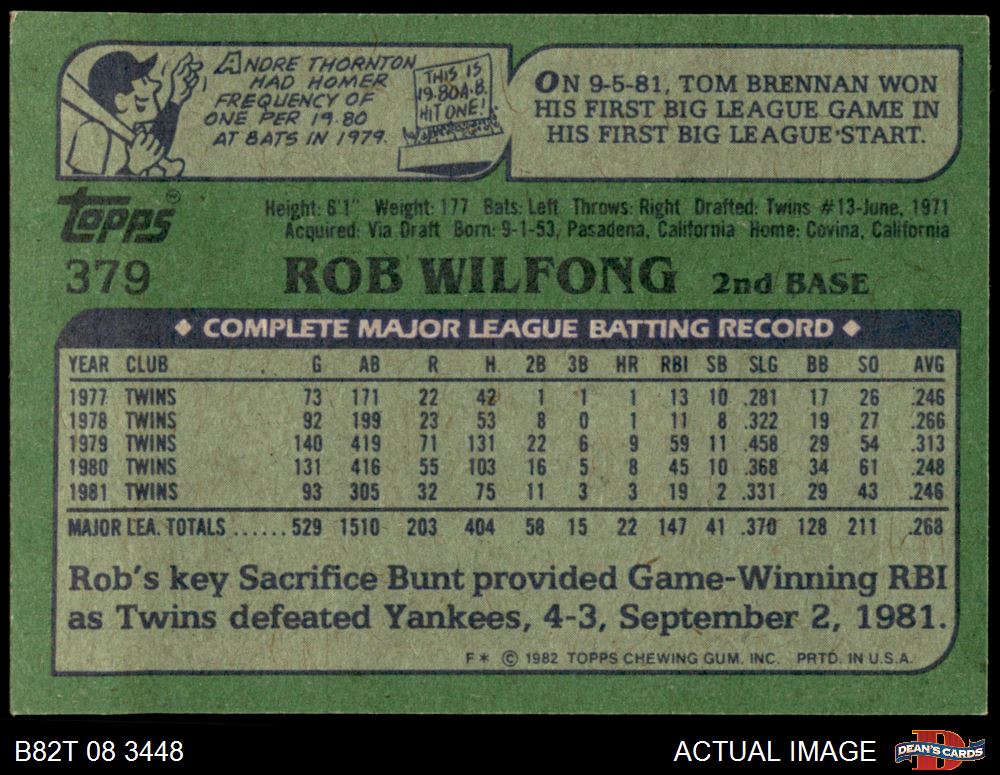 ANDRE THORNTON
HAD HOMER
FREQUENCY OF
ONE PER 19.80
AT BATS IN 1979.
THIS IS
19.80 A.B.
HIT ONE!
ON 9-5-81, TOM BRENNAN WON
HIS FIRST BIG LEAGUE GAME IN
HIS FIRST BIG LEAGUE START.
Topps®
Height: 6'1" Weight: 177 Bats: Left Throws: Right Drafted: Twins #13-June, 1971
Acquired: Via Draft Born: 9-1-53, Pasadena, California Home: Covina, California
379 ROB WILFONG 2nd BASE
◆ COMPLETE MAJOR LEAGUE BATTING RECORD ◆
YEAR CLUB G AB R H 2B 3B HR RBI SB SLG BB SO AVG
1977 TWINS 73 171 22 42 1 1 1 13 10 .281 17 26 .246
1978 TWINS 92 199 23 53 8 0 1 11 8 .322 19 27 .266
1979 TWINS 140 419 71 131 22 6 9 59 11 .458 29 54 .313
1980 TWINS 131 416 55 103 16 5 8 45 10 .368 34 61 .248
1981 TWINS 93 305 32 75 11 3 3 19 2 .331 29 43 .246
MAJOR LEA. TOTALS ...... 529 1510 203 404 58 15 22 147 41 .370 128 211 .268
Rob's key Sacrifice Bunt provided Game-Winning RBI
as Twins defeated Yankees, 4-3, September 2, 1981.
F* © 1982 TOPPS CHEWING GUM. INC. PRTD. IN U.S.A.
B82T 08 3448 ACTUAL IMAGE DEAN'S CARDS